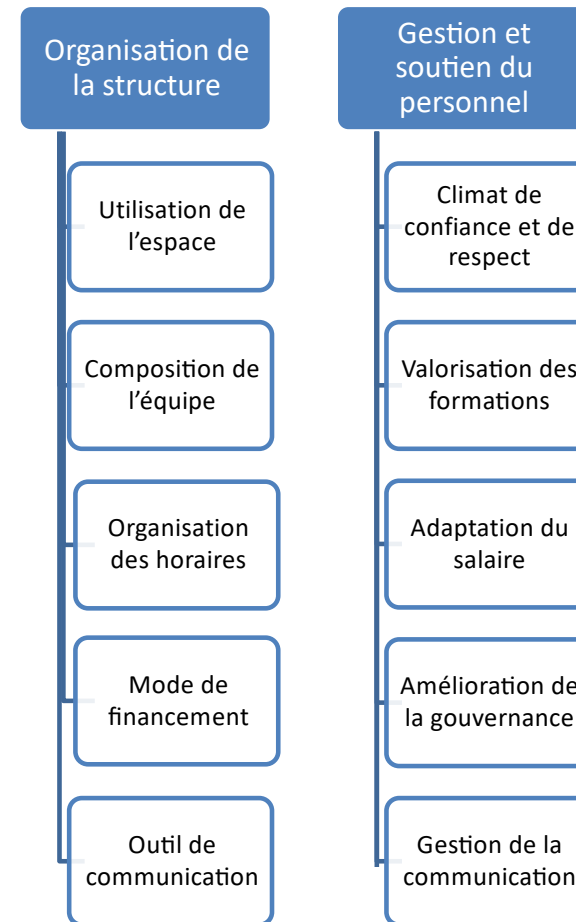 Organisation de
la structure
Utilisation de
l’espace
Composition de
l’équipe
Organisation
des horaires
Mode de
financement
Outil de
communication
Gestion et
soutien du
personnel
Climat de
confiance et de
respect
Valorisation des
formations
Adaptation du
salaire
Amélioration de
la gouvernance
Gestion de la
communication